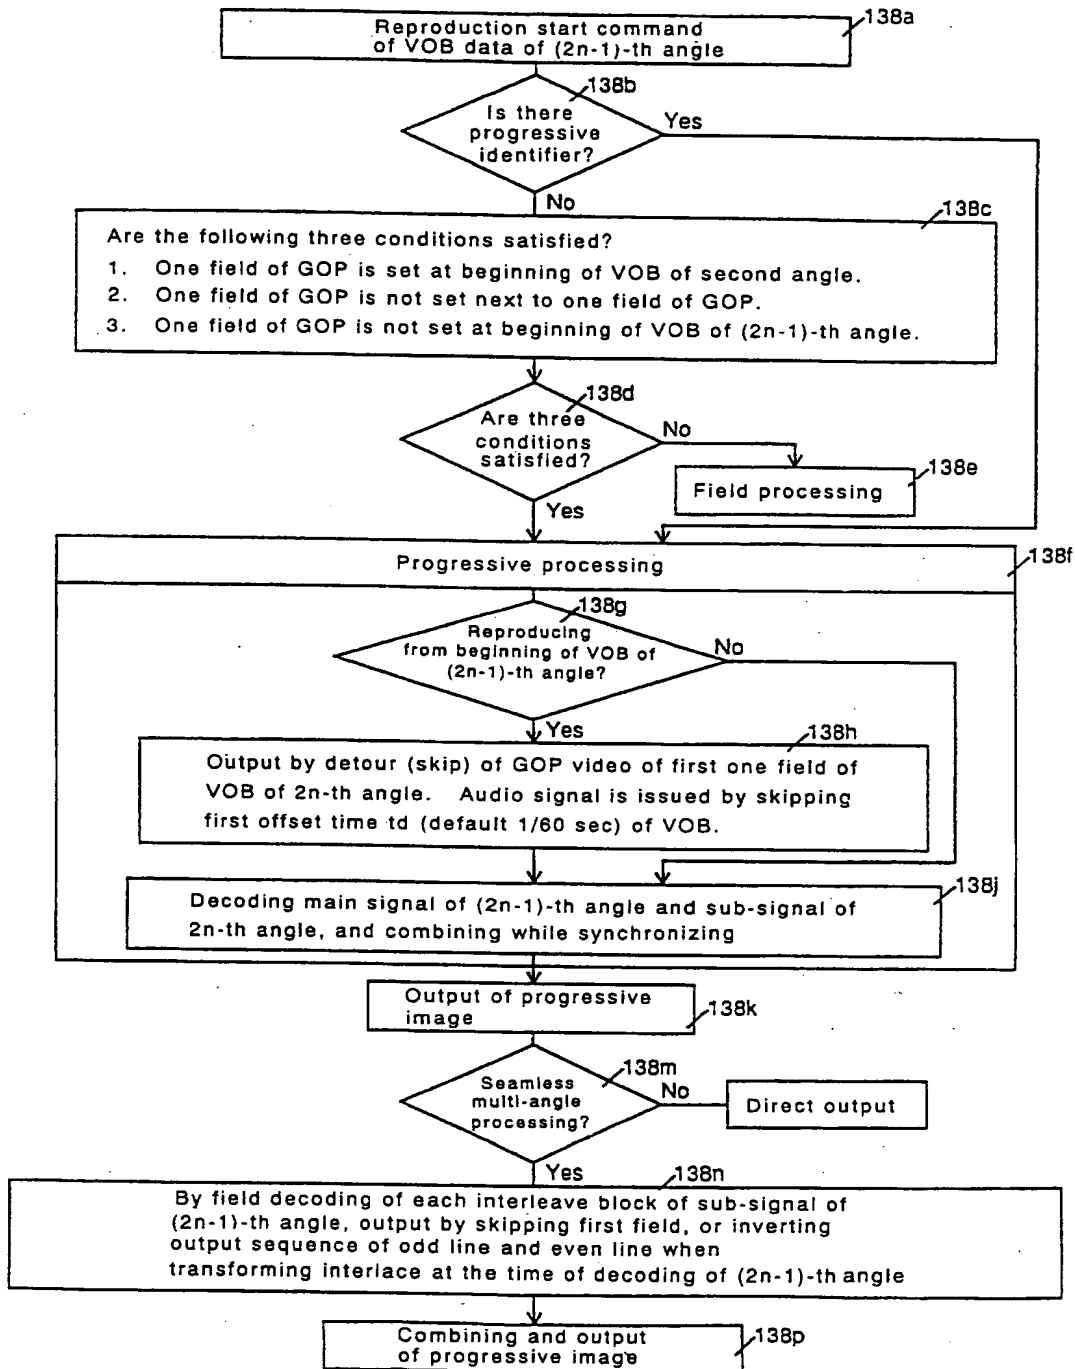 Reproduction start command
of VOB data of (2n-1)-th angle
138a
138b
Is there
progressive
identifier?
Yes
No
138c
Are the following three conditions satisfied?
1. One field of GOP is set at beginning of VOB of second angle.
2. One field of GOP is not set next to one field of GOP.
3. One field of GOP is not set at beginning of VOB of (2n-1)-th angle.
138d
Are three
conditions
satisfied?
No
138e
Field processing
Yes
138f
Progressive processing
138g
Reproducing
from beginning of VOB of
(2n-1)-th angle?
No
Yes
138h
Output by detour (skip) of GOP video of first one field of
VOB of 2n-th angle. Audio signal is issued by skipping
first offset time td (default 1/60 sec) of VOB.
138j
Decoding main signal of (2n-1)-th angle and sub-signal of
2n-th angle, and combining while synchronizing
Output of progressive
image
138k
138m
Seamless
multi-angle
processing?
No
Direct output
Yes
138n
By field decoding of each interleave block of sub-signal of
(2n-1)-th angle, output by skipping first field, or inverting
output sequence of odd line and even line when
transforming interlace at the time of decoding of (2n-1)-th angle
Combining and output
of progressive image
138p